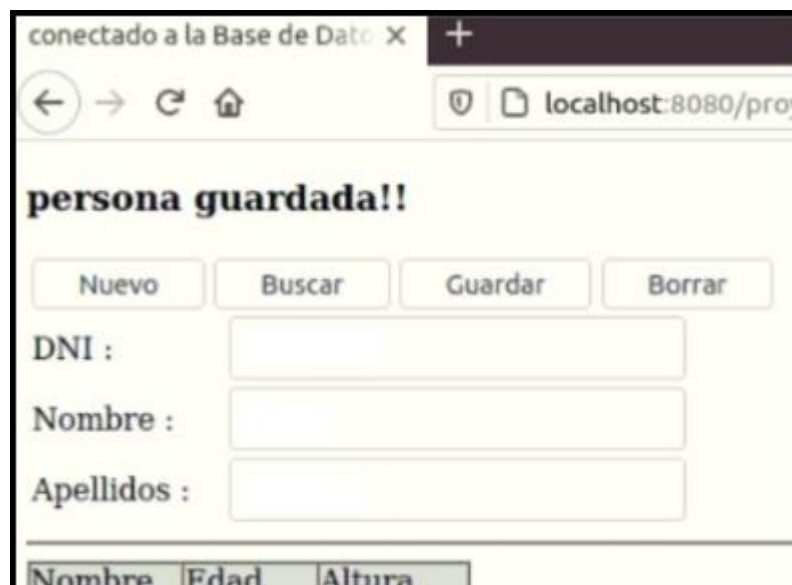 conectado a la Base de Dato
localhost:8080/proy
persona guardada!!
Nuevo Buscar Guardar Borrar
DNI :
Nombre :
Apellidos :
Nombre Edad Altura